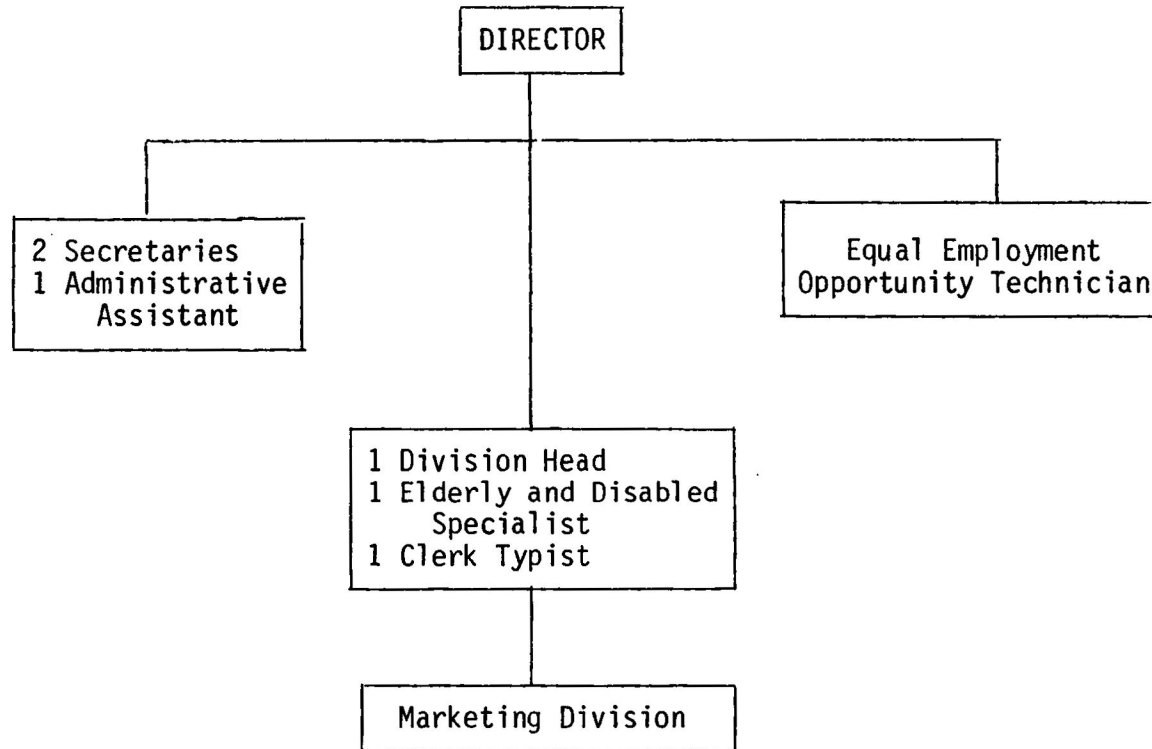 DIRECTOR
2 Secretaries
1 Administrative
Assistant
Equal Employment
Opportunity Technician
1 Division Head
1 Elderly and Disabled
Specialist
1 Clerk Typist
Marketing Division